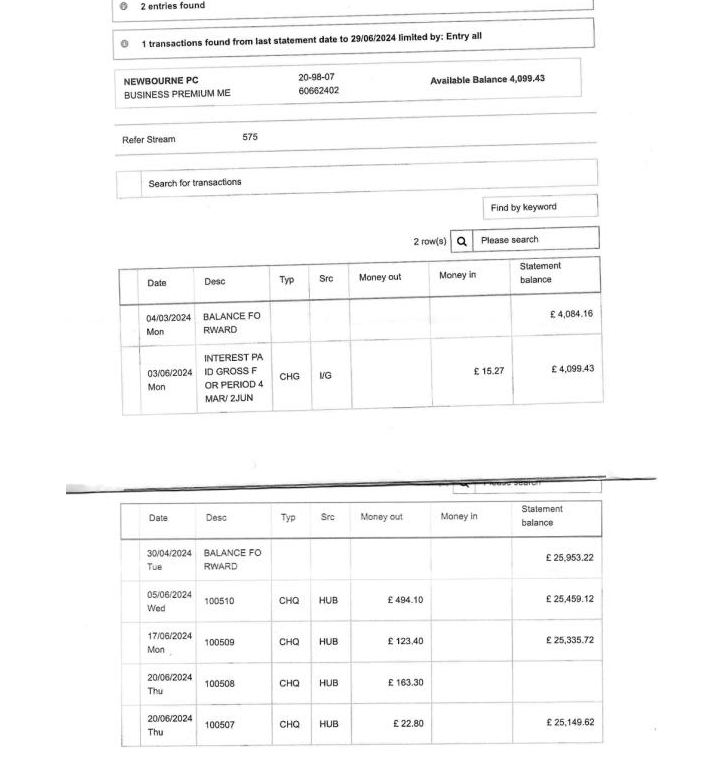 2 entries found
1 transactions found from last statement date to 29/06/2024 limited by: Entry all
NEWBOURNE PC 20-98-07 Available Balance 4,099.43
BUSINESS PREMIUM ME 60662402
Refer Stream 575
Search for transactions
Find by keyword
2 row(s) Please search
Date Desc Typ Src Money out Money in Statement balance
04/03/2024 BALANCE FO £ 4,084.16
Mon RWARD
INTEREST PA
03/06/2024 ID GROSS F CHG I/G £ 15.27 £ 4,099.43
Mon OR PERIOD 4
MAR/ 2JUN
Date Desc Typ Src Money out Money in Statement balance
30/04/2024 BALANCE FO £ 25,953.22
Tue RWARD
05/06/2024 100510 CHQ HUB £ 494.10 £ 25,459.12
Wed
17/06/2024 100509 CHQ HUB £ 123.40 £ 25,335.72
Mon
20/06/2024 100508 CHQ HUB £ 163.30
Thu
20/06/2024 100507 CHQ HUB £ 22.80 £ 25,149.62
Thu